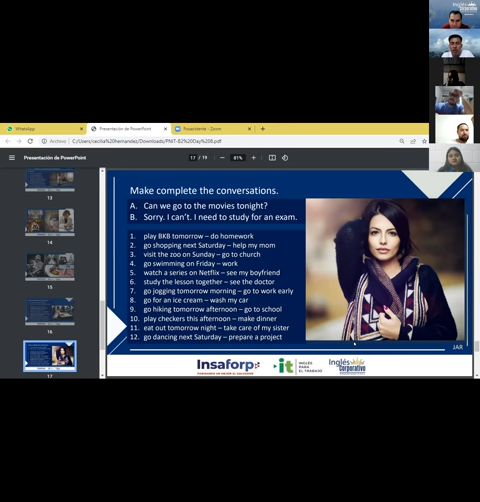 Inglés
Corporativo
WhatsApp
Presentación de PowerPoint
Posasistente - Zoom
Archivo
C:/Users/cecilia%20hernandez/Downloads/PNIT-B2%20Day%208.pdf
Presentación de PowerPoint
17 / 19
81%
13
14
15
16
17
Make complete the conversations.
A. Can we go to the movies tonight?
B. Sorry. I can't. I need to study for an exam.
1. play BKB tomorrow – do homework
2. go shopping next Saturday – help my mom
3. visit the zoo on Sunday – go to church
4. go swimming on Friday – work
5. watch a series on Netflix – see my boyfriend
6. study the lesson together – see the doctor
7. go jogging tomorrow morning – go to work early
8. go for an ice cream – wash my car
9. go hiking tomorrow afternoon – go to school
10. play checkers this afternoon – make dinner
11. eat out tomorrow night – take care of my sister
12. go dancing next Saturday – prepare a project
JAR
Insaforp
it
INGLÉS
PARA
EL TRABAJO
Inglés
Corporativo